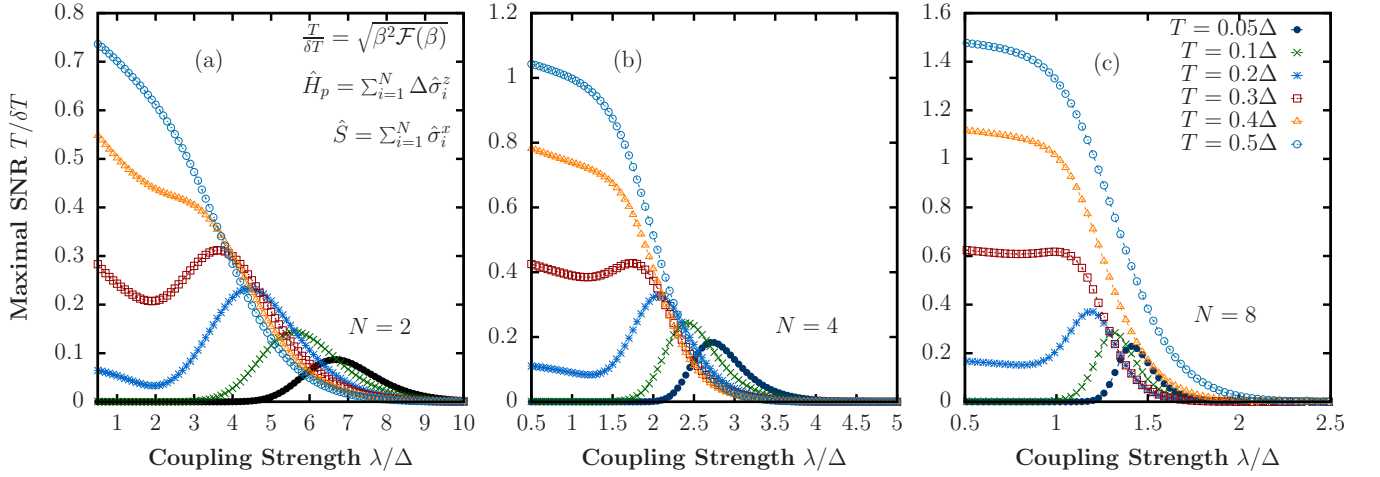 Maximal SNR T/δT
0.8
0.7
0.6
0.5
0.4
0.3
0.2
0.1
0
1 2 3 4 5 6 7 8 9 10
Coupling Strength λ/Δ
(a)
T/δT = √(β²ℱ(β))
Ĥ_p = ∑_{i=1}^{N} Δσ̂_i^z
Ŝ = ∑_{i=1}^{N} σ̂_i^x
N = 2
1.2
1
0.8
0.6
0.4
0.2
0
0.5 1 1.5 2 2.5 3 3.5 4 4.5 5
Coupling Strength λ/Δ
(b)
N = 4
1.6
1.4
1.2
1
0.8
0.6
0.4
0.2
0
0.5 1 1.5 2 2.5
Coupling Strength λ/Δ
(c)
T = 0.05Δ
T = 0.1Δ
T = 0.2Δ
T = 0.3Δ
T = 0.4Δ
T = 0.5Δ
N = 8